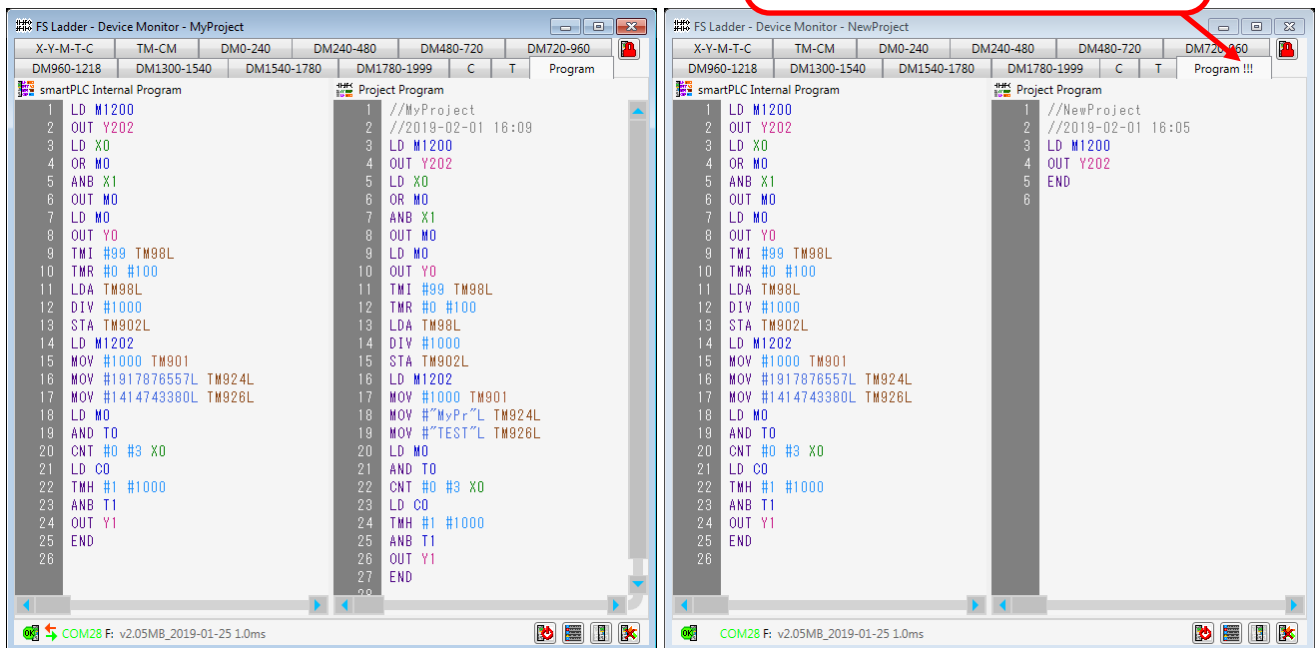 FS Ladder - Device Monitor - MyProject
X-Y-M-T-C TM-CM DM0-240 DM240-480 DM480-720 DM720-960
DM960-1218 DM1300-1540 DM1540-1780 DM1780-1999 C T Program
smartPLC Internal Program
1 LD M1200
2 OUT Y202
3 LD X0
4 OR M0
5 ANB X1
6 OUT M0
7 LD M0
8 OUT Y0
9 TMI #99 TM98L
10 TMR #0 #100
11 LDA TM98L
12 DIV #1000
13 STA TM902L
14 LD M1202
15 MOV #1000 TM901
16 MOV #1917876557L TM924L
17 MOV #1414743380L TM926L
18 LD M0
19 AND T0
20 CNT #0 #3 X0
21 LD C0
22 TMH #1 #1000
23 ANB T1
24 OUT Y1
25 END
26
Project Program
1 //MyProject
2 //2019-02-01 16:09
3 LD M1200
4 OUT Y202
5 LD X0
6 OR M0
7 ANB X1
8 OUT M0
9 LD M0
10 OUT Y0
11 TMI #99 TM98L
12 TMR #0 #100
13 LDA TM98L
14 DIV #1000
15 STA TM902L
16 LD M1202
17 MOV #1000 TM901
18 MOV #"MyPr"L TM924L
19 MOV #"TEST"L TM926L
20 LD M0
21 AND T0
22 CNT #0 #3 X0
23 LD C0
24 TMH #1 #1000
25 ANB T1
26 OUT Y1
27 END
28
OK COM28 F: v2.05MB_2019-01-25 1.0ms
FS Ladder - Device Monitor - NewProject
X-Y-M-T-C TM-CM DM0-240 DM240-480 DM480-720 DM720-960
DM960-1218 DM1300-1540 DM1540-1780 DM1780-1999 C T Program !!!
smartPLC Internal Program
1 LD M1200
2 OUT Y202
3 LD X0
4 OR M0
5 ANB X1
6 OUT M0
7 LD M0
8 OUT Y0
9 TMI #99 TM98L
10 TMR #0 #100
11 LDA TM98L
12 DIV #1000
13 STA TM902L
14 LD M1202
15 MOV #1000 TM901
16 MOV #1917876557L TM924L
17 MOV #1414743380L TM926L
18 LD M0
19 AND T0
20 CNT #0 #3 X0
21 LD C0
22 TMH #1 #1000
23 ANB T1
24 OUT Y1
25 END
26
Project Program
1 //NewProject
2 //2019-02-01 16:05
3 LD M1200
4 OUT Y202
5 END
6
OK COM28 F: v2.05MB_2019-01-25 1.0ms